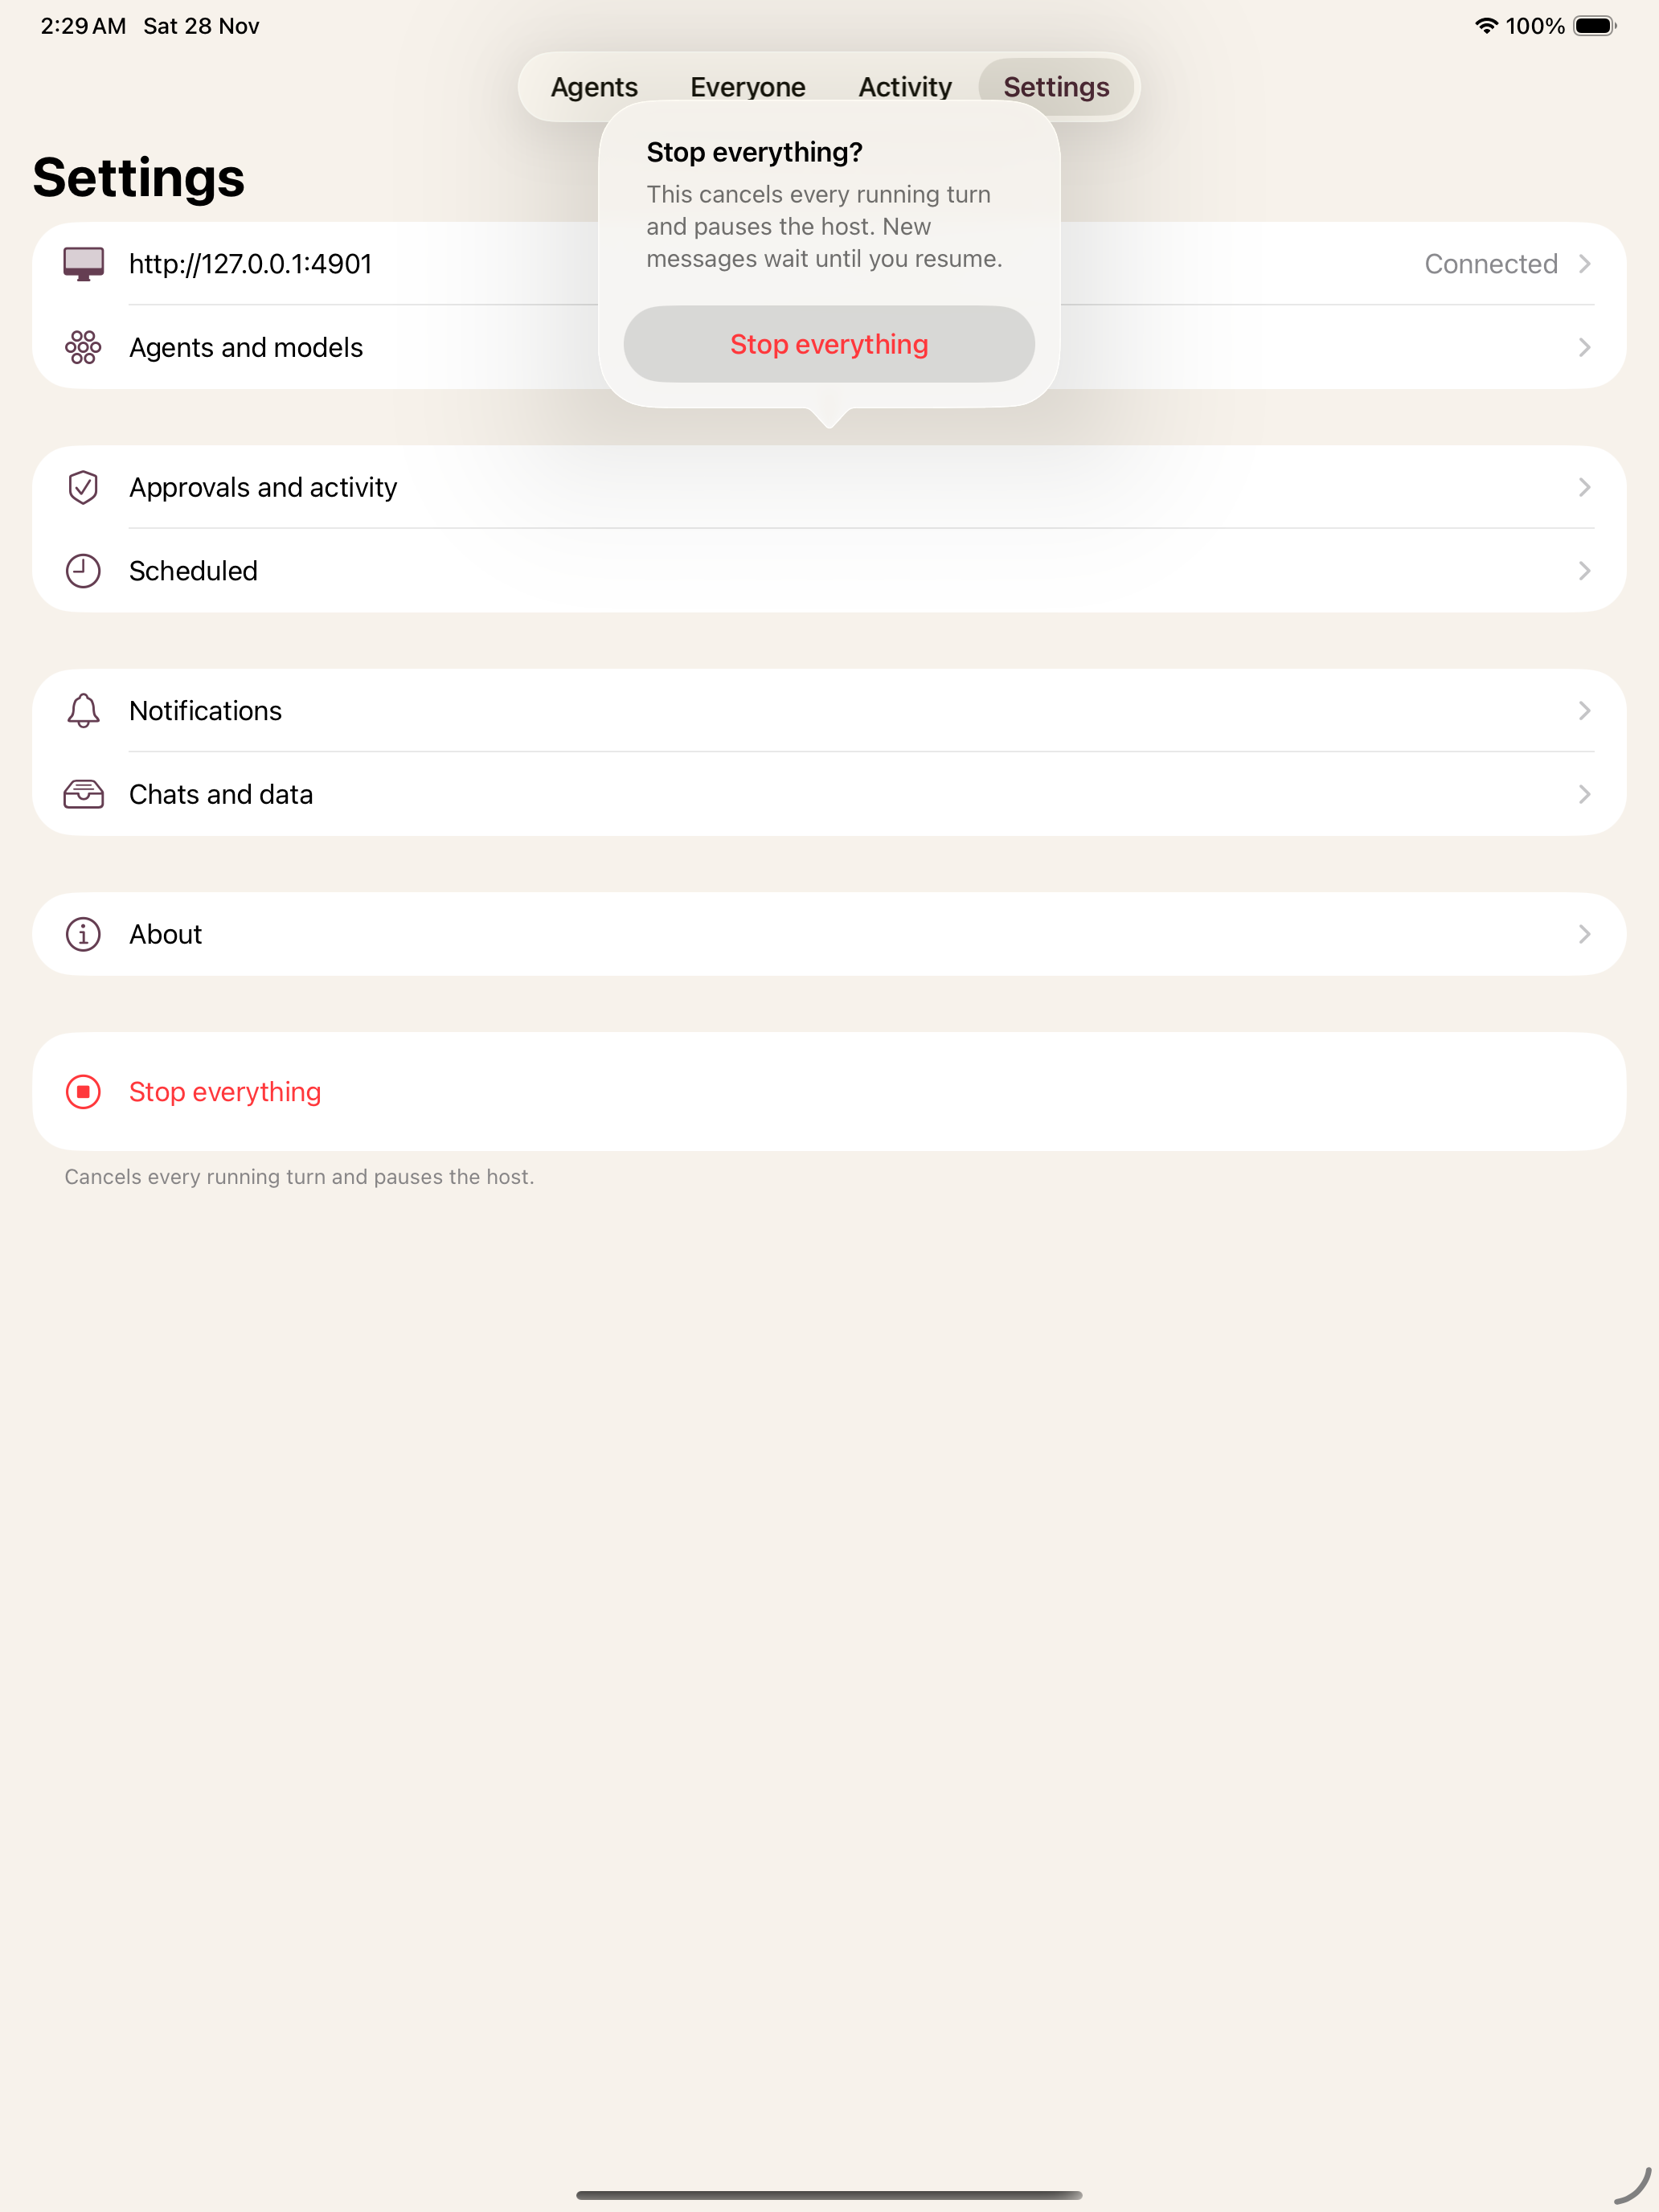 2:29 AM Sat 28 Nov
100%
Agents Everyone Activity Settings
Settings
Stop everything?
This cancels every running turn
and pauses the host. New
messages wait until you resume.
Stop everything
http://127.0.0.1:4901 Connected
Agents and models
Approvals and activity
Scheduled
Notifications
Chats and data
About
Stop everything
Cancels every running turn and pauses the host.